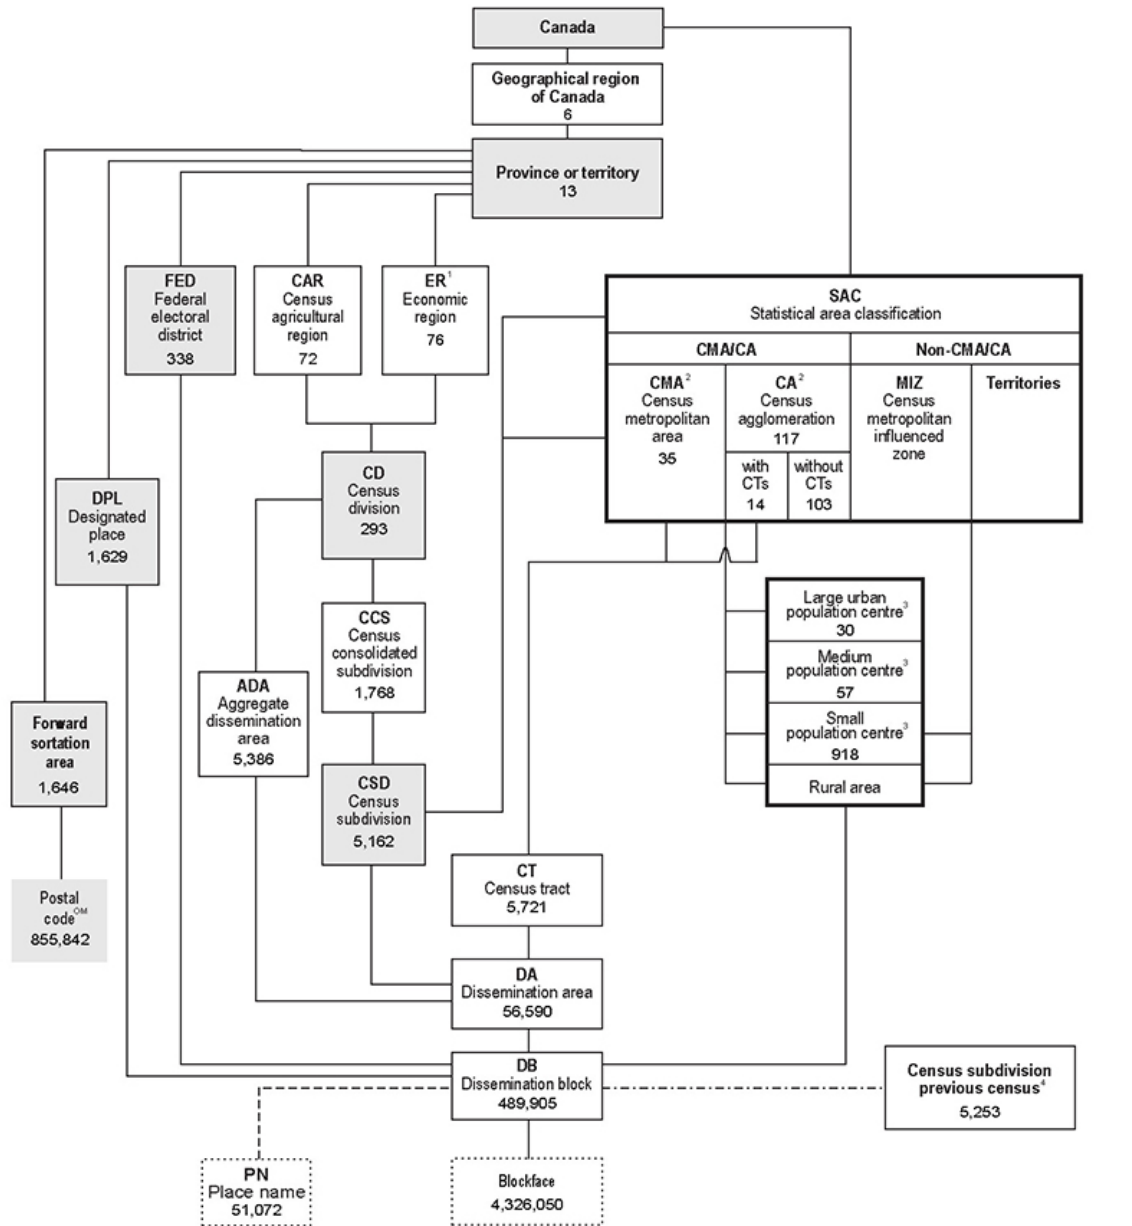 Canada
Geographical region
of Canada
6
Province or territory
13
FED
Federal
electoral
district
338
CAR
Census
agricultural
region
72
ER¹
Economic
region
76
SAC
Statistical area classification
CMA/CA
Non-CMA/CA
CMA²
Census
metropolitan
area
35
CA²
Census
agglomeration
117
with
CTs
14
without
CTs
103
MIZ
Census
metropolitan
influenced
zone
Territories
DPL
Designated
place
1,629
CD
Census
division
293
Large urban
population centre³
30
Medium
population centre³
57
Small
population centre³
918
Rural area
CCS
Census
consolidated
subdivision
1,768
ADA
Aggregate
dissemination
area
5,386
Forward
sortation
area
1,646
CSD
Census
subdivision
5,162
CT
Census tract
5,721
Postal
code^OM
855,842
DA
Dissemination area
56,590
DB
Dissemination block
489,905
Census subdivision
previous census⁴
5,253
PN
Place name
51,072
Blockface
4,326,050